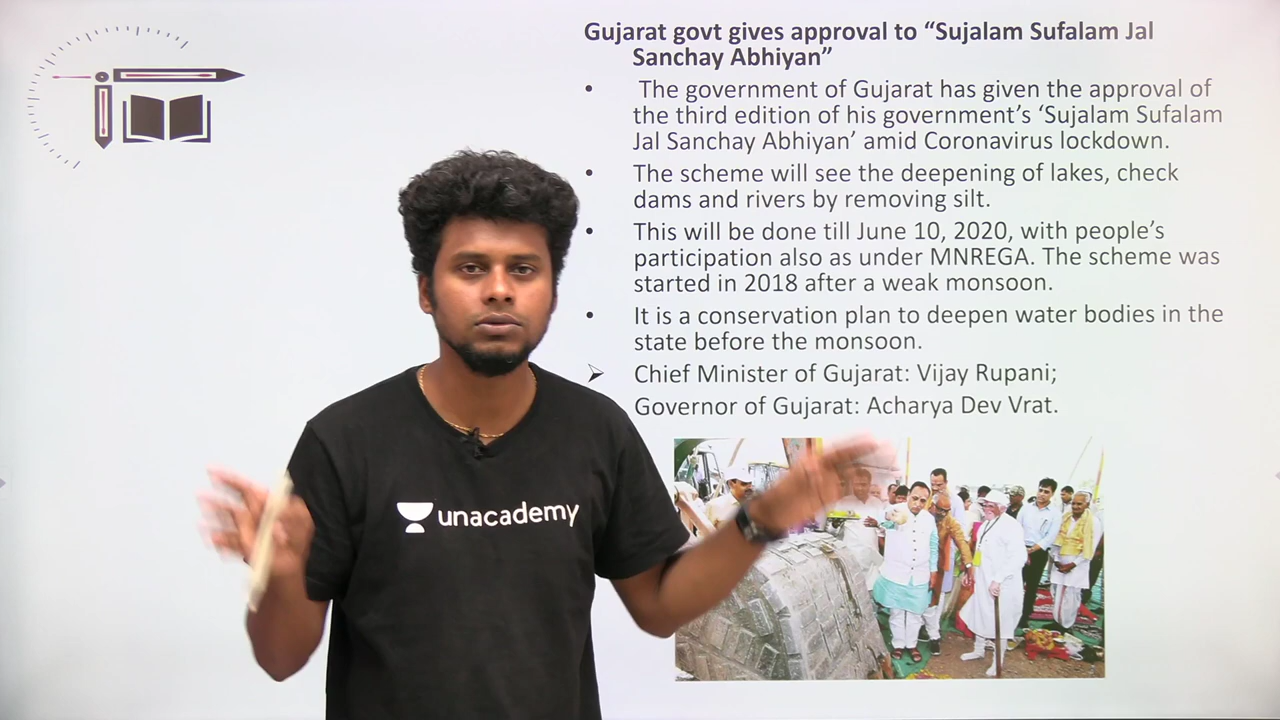 Gujarat govt gives approval to “Sujalam Sufalam Jal
Sanchay Abhiyan”
• The government of Gujarat has given the approval of
the third edition of his government’s ‘Sujalam Sufalam
Jal Sanchay Abhiyan’ amid Coronavirus lockdown.
• The scheme will see the deepening of lakes, check
dams and rivers by removing silt.
• This will be done till June 10, 2020, with people’s
participation also as under MNREGA. The scheme was
started in 2018 after a weak monsoon.
• It is a conservation plan to deepen water bodies in the
state before the monsoon.
➢ Chief Minister of Gujarat: Vijay Rupani;
Governor of Gujarat: Acharya Dev Vrat.
unacademy